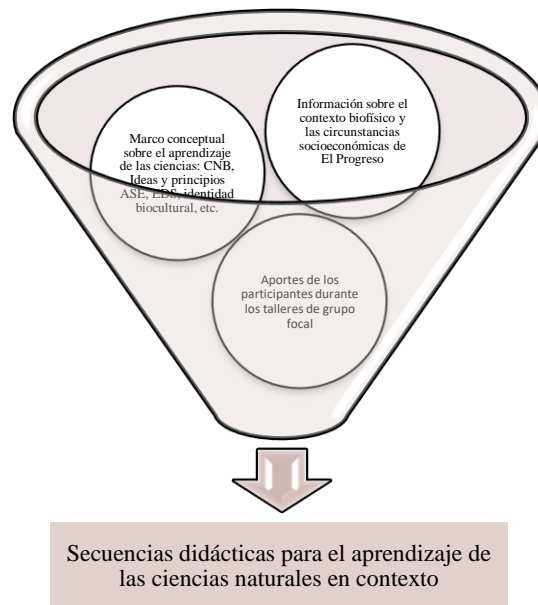 Marco conceptual
sobre el aprendizaje
de las ciencias: CNB,
Ideas y principios
ASE, EDS, identidad
biocultural, etc.
Información sobre el
contexto biofísico y
las circunstancias
socioeconómicas de
El Progreso
Aportes de los
participantes durante
los talleres de grupo
focal
Secuencias didácticas para el aprendizaje de
las ciencias naturales en contexto